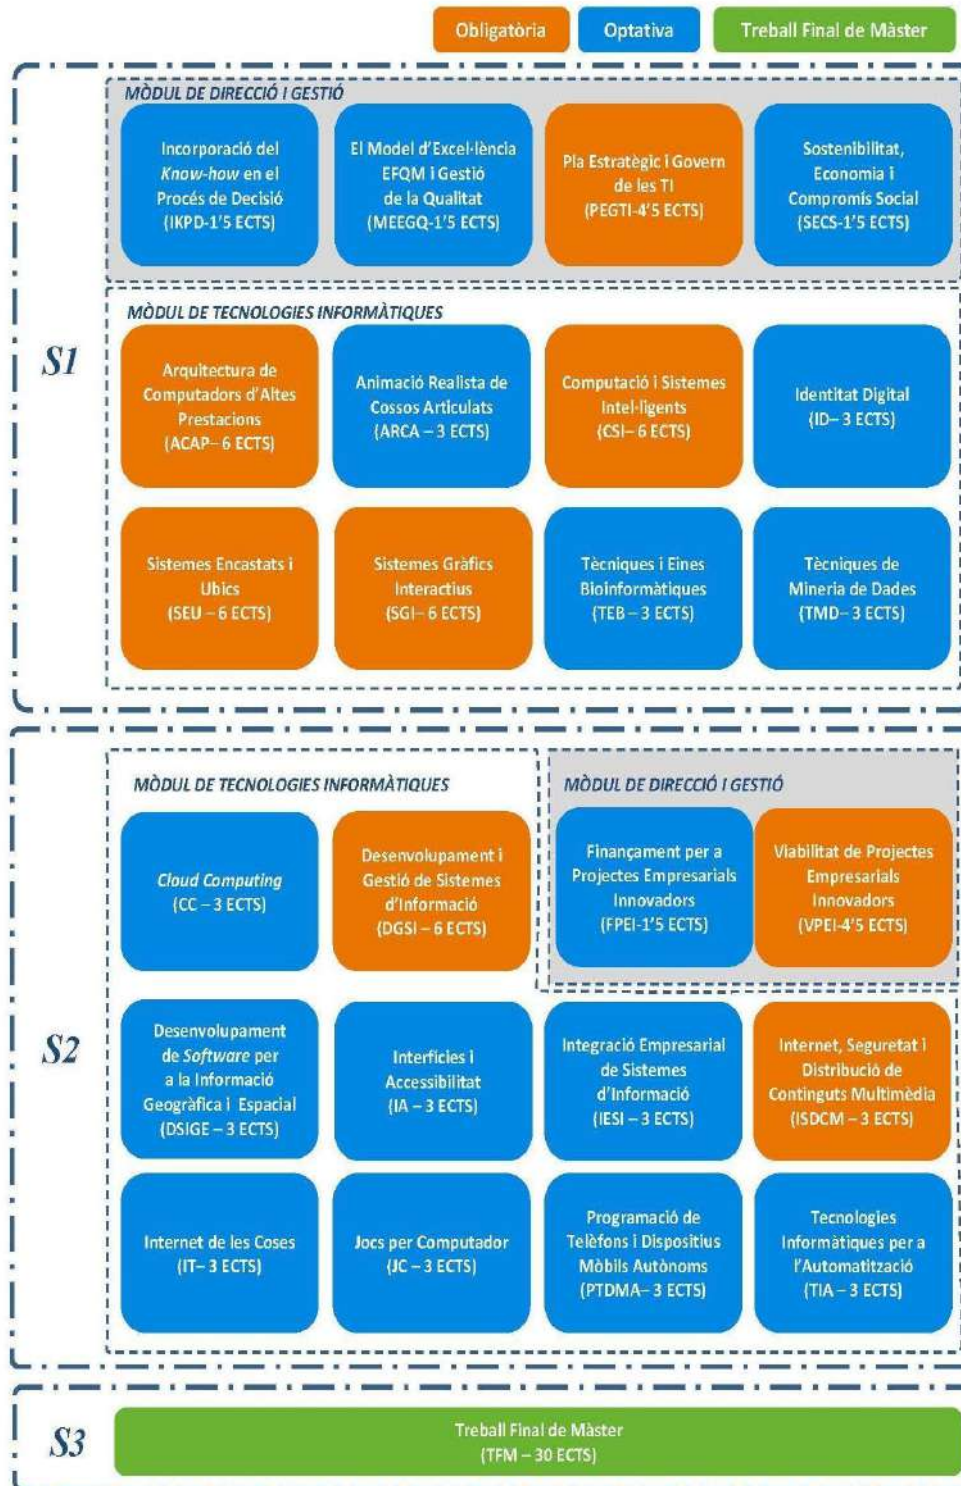 Obligatòria
Optativa
Treball Final de Màster
S1
MÒDUL DE DIRECCIÓ I GESTIÓ
Incorporació del
Know-how en el
Procés de Decisió
(IKPD-1'5 ECTS)
El Model d'Excel·lència
EFQM i Gestió
de la Qualitat
(MEEGQ-1'5 ECTS)
Pla Estratègic i Govern
de les TI
(PEGTI-4'5 ECTS)
Sostenibilitat,
Economia i
Compromís Social
(SECS-1'5 ECTS)
MÒDUL DE TECNOLOGIES INFORMÀTIQUES
Arquitectura de
Computadors d'Altes
Prestacions
(ACAP– 6 ECTS)
Animació Realista de
Cossos Articulats
(ARCA – 3 ECTS)
Computació i Sistemes
Intel·ligents
(CSI– 6 ECTS)
Identitat Digital
(ID– 3 ECTS)
Sistemes Encastats i
Ubics
(SEU – 6 ECTS)
Sistemes Gràfics
Interactius
(SGI– 6 ECTS)
Tècniques i Eines
Bioinformàtiques
(TEB – 3 ECTS)
Tècniques de
Mineria de Dades
(TMD– 3 ECTS)
S2
MÒDUL DE TECNOLOGIES INFORMÀTIQUES
Cloud Computing
(CC – 3 ECTS)
Desenvolupament i
Gestió de Sistemes
d'Informació
(DGSI – 6 ECTS)
MÒDUL DE DIRECCIÓ I GESTIÓ
Finançament per a
Projectes Empresarials
Innovadors
(FPEI-1'5 ECTS)
Viabilitat de Projectes
Empresarials
Innovadors
(VPEI-4'5 ECTS)
Desenvolupament
de Software per
a la Informació
Geogràfica i Espacial
(DSIGE – 3 ECTS)
Interfícies i
Accessibilitat
(IA – 3 ECTS)
Integració Empresarial
de Sistemes
d'Informació
(IESI – 3 ECTS)
Internet, Seguretat i
Distribució de
Continguts Multimèdia
(ISDCM – 3 ECTS)
Internet de les Coses
(IT– 3 ECTS)
Jocs per Computador
(JC – 3 ECTS)
Programació de
Telèfons i Dispositius
Mòbils Autònoms
(PTDMA– 3 ECTS)
Tecnologies
Informàtiques per a
l'Automatització
(TIA – 3 ECTS)
S3
Treball Final de Màster
(TFM – 30 ECTS)